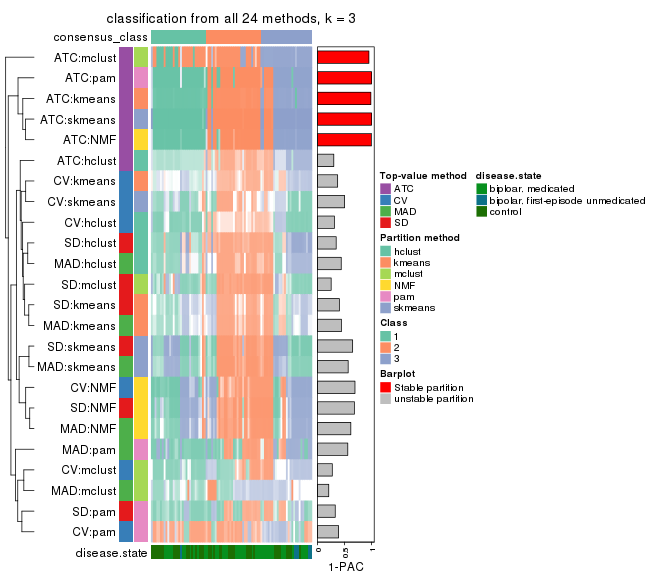 classification from all 24 methods, k = 3
consensus_class
ATC:mclust
ATC:pam
ATC:kmeans
ATC:skmeans
ATC:NMF
ATC:hclust
CV:kmeans
CV:skmeans
CV:hclust
SD:hclust
MAD:hclust
SD:mclust
SD:kmeans
MAD:kmeans
SD:skmeans
MAD:skmeans
CV:NMF
SD:NMF
MAD:NMF
MAD:pam
CV:mclust
MAD:mclust
SD:pam
CV:pam
disease.state
0
0.5
1
1-PAC
Top-value method
ATC
CV
MAD
SD
Partition method
hclust
kmeans
mclust
NMF
pam
skmeans
Class
1
2
3
Barplot
Stable partition
unstable partition
disease.state
biploar. medicated
bipolar. first-episode unmedicated
control